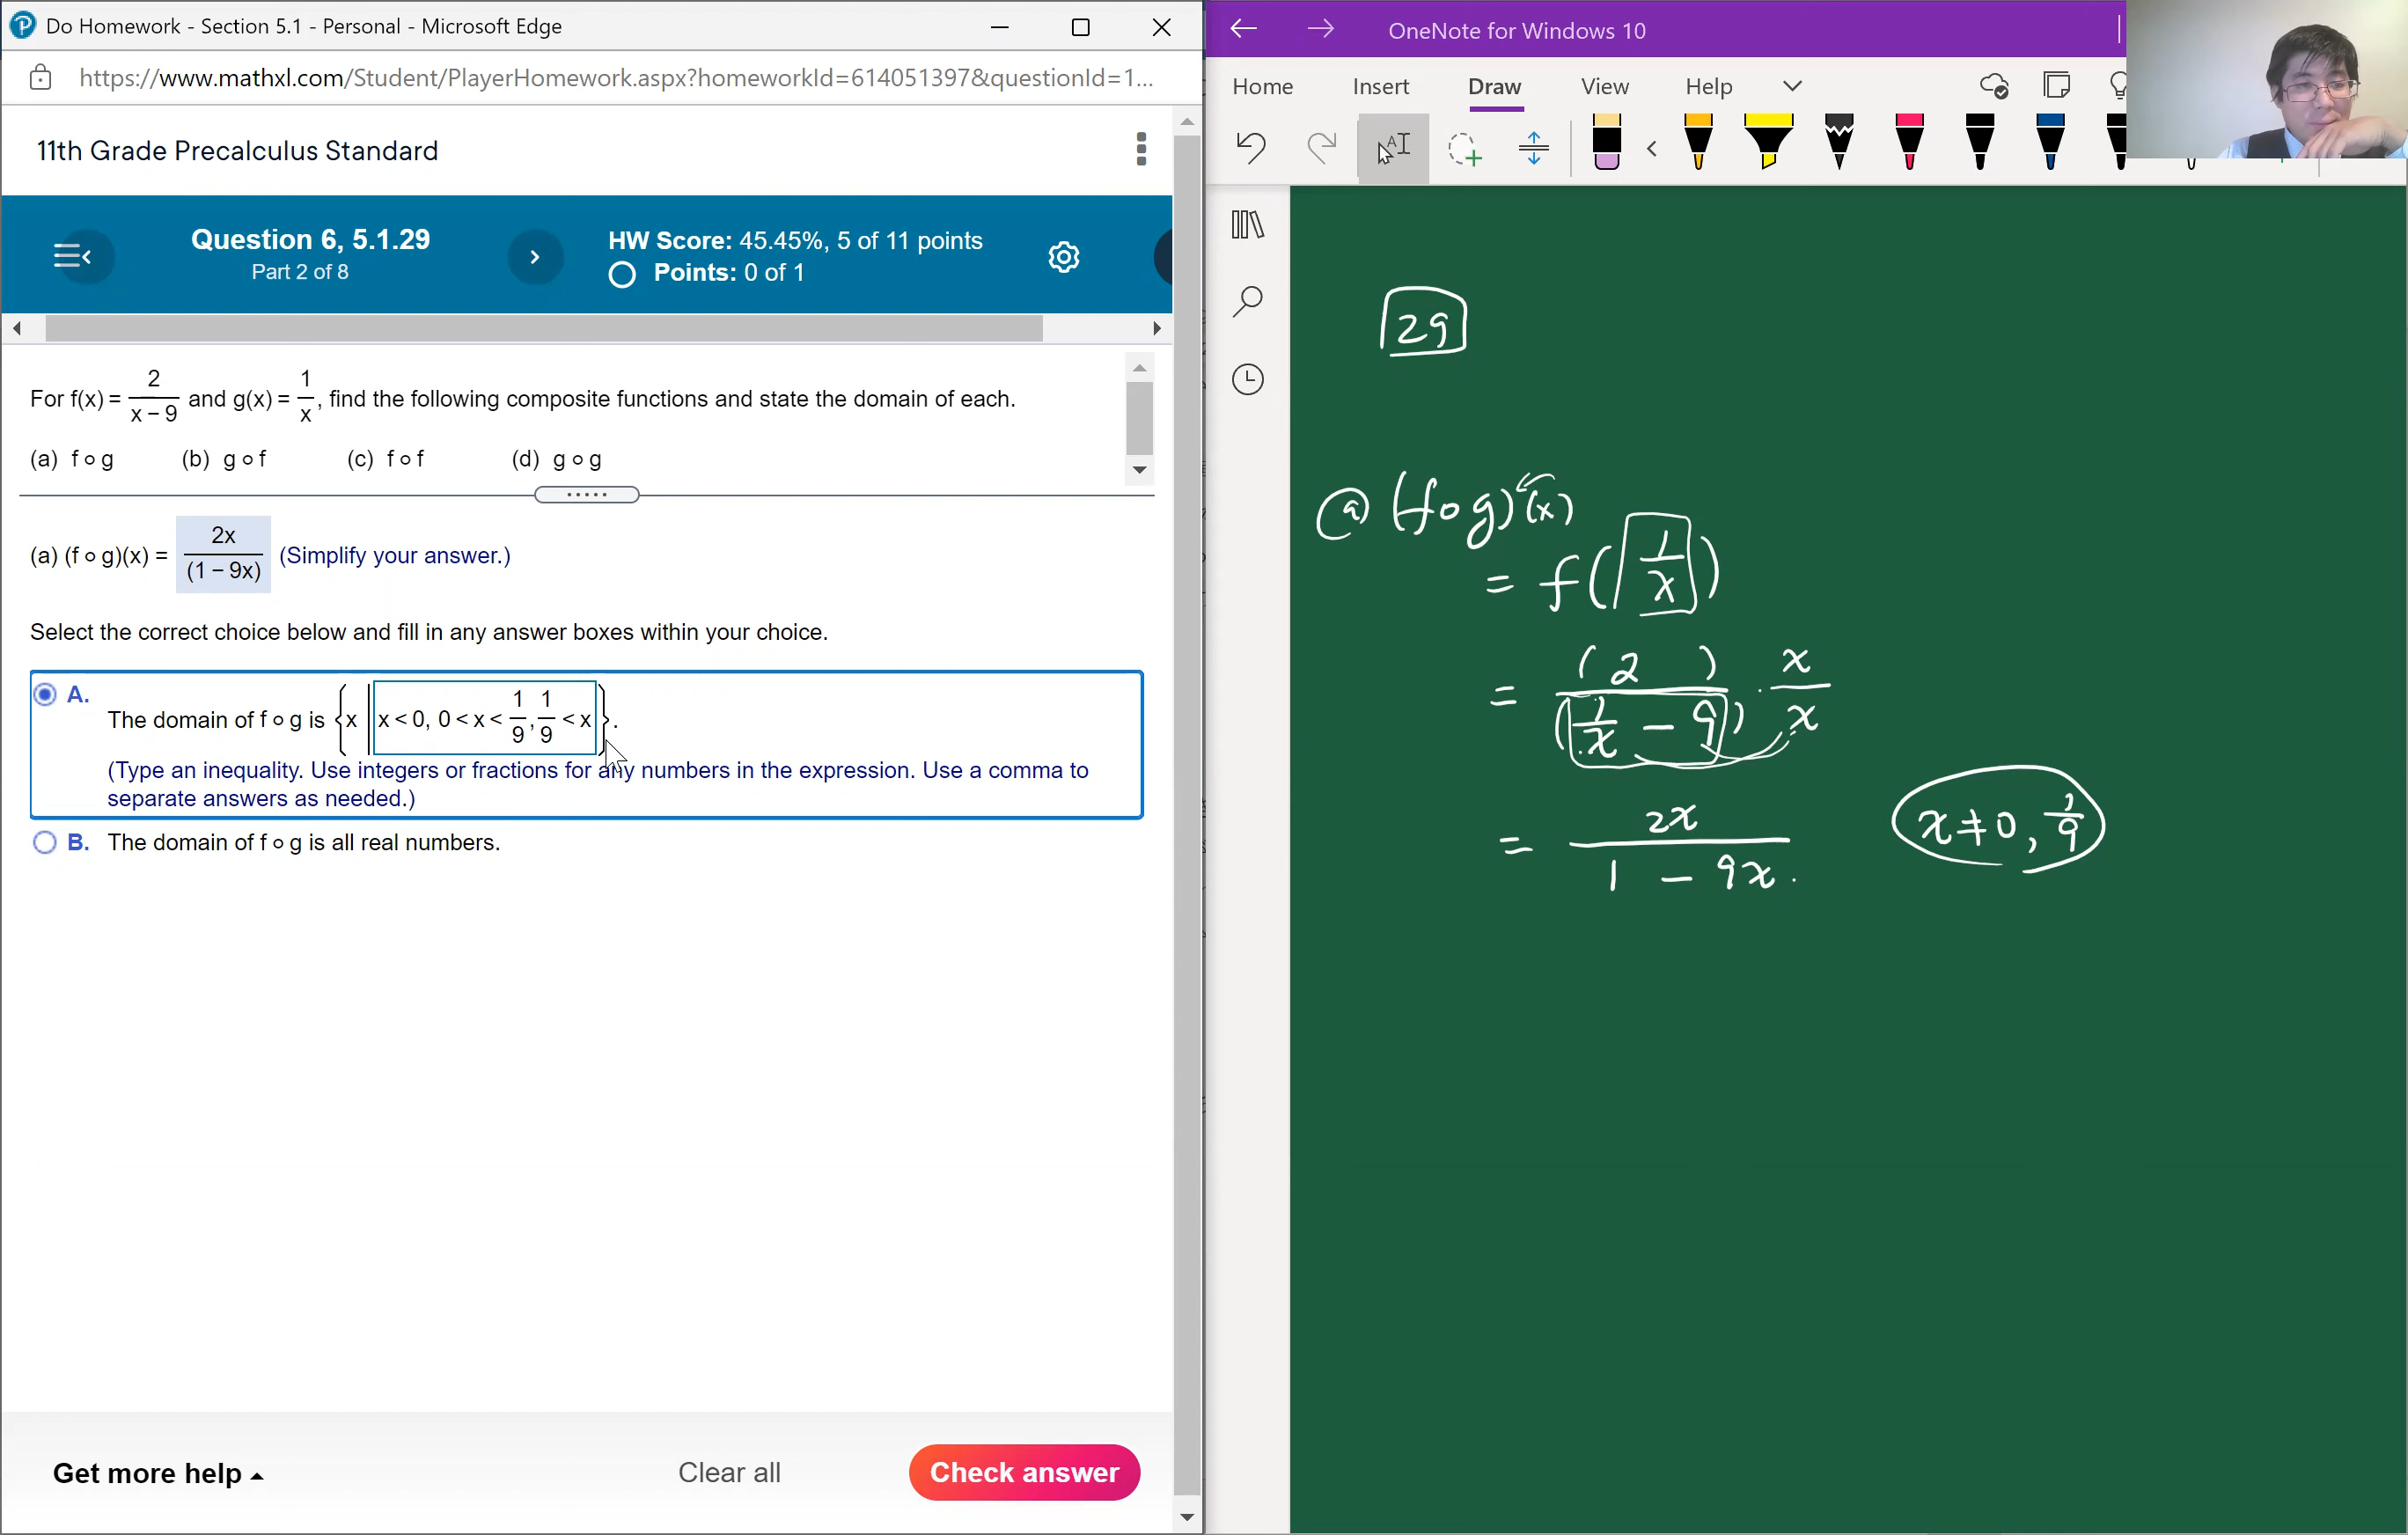 Do Homework - Section 5.1 - Personal - Microsoft Edge
https://www.mathxl.com/Student/PlayerHomework.aspx?homeworkId=614051397&questionId=1...
11th Grade Precalculus Standard
Question 6, 5.1.29
Part 2 of 8
HW Score: 45.45%, 5 of 11 points
Points: 0 of 1
For f(x) = 2/(x − 9) and g(x) = 1/x, find the following composite functions and state the domain of each.
(a) f∘g (b) g∘f (c) f∘f (d) g∘g
(a) (f∘g)(x) = 2x/(1 − 9x) (Simplify your answer.)
Select the correct choice below and fill in any answer boxes within your choice.
A. The domain of f∘g is {x | x < 0, 0 < x < 1/9, 1/9 < x}.
(Type an inequality. Use integers or fractions for any numbers in the expression. Use a comma to
separate answers as needed.)
B. The domain of f∘g is all real numbers.
Get more help
Clear all
Check answer
OneNote for Windows 10
Home Insert Draw View Help
29
(a) (f∘g)(x)
= f(1/x)
= (2)/(1/x − 9) · x/x
= 2x/(1 − 9x)
x ≠ 0, 1/9